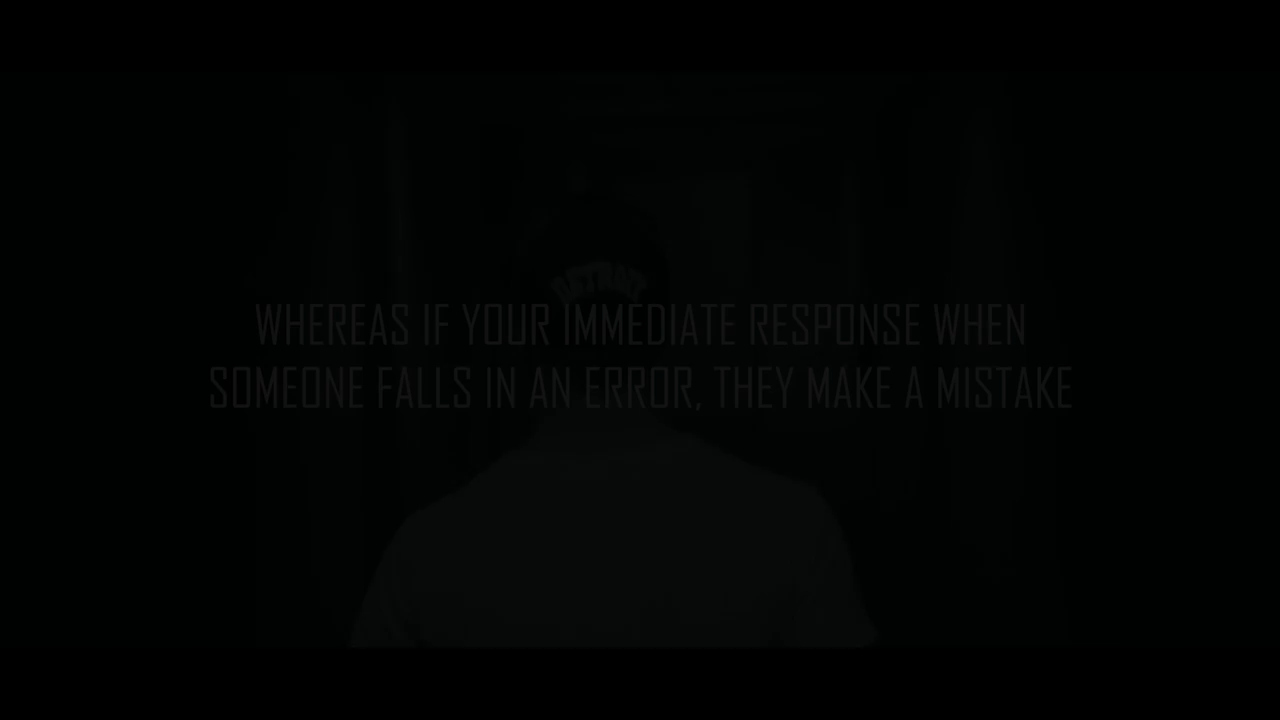 WHEREAS IF YOUR IMMEDIATE RESPONSE WHEN
SOMEONE FALLS IN AN ERROR, THEY MAKE A MISTAKE